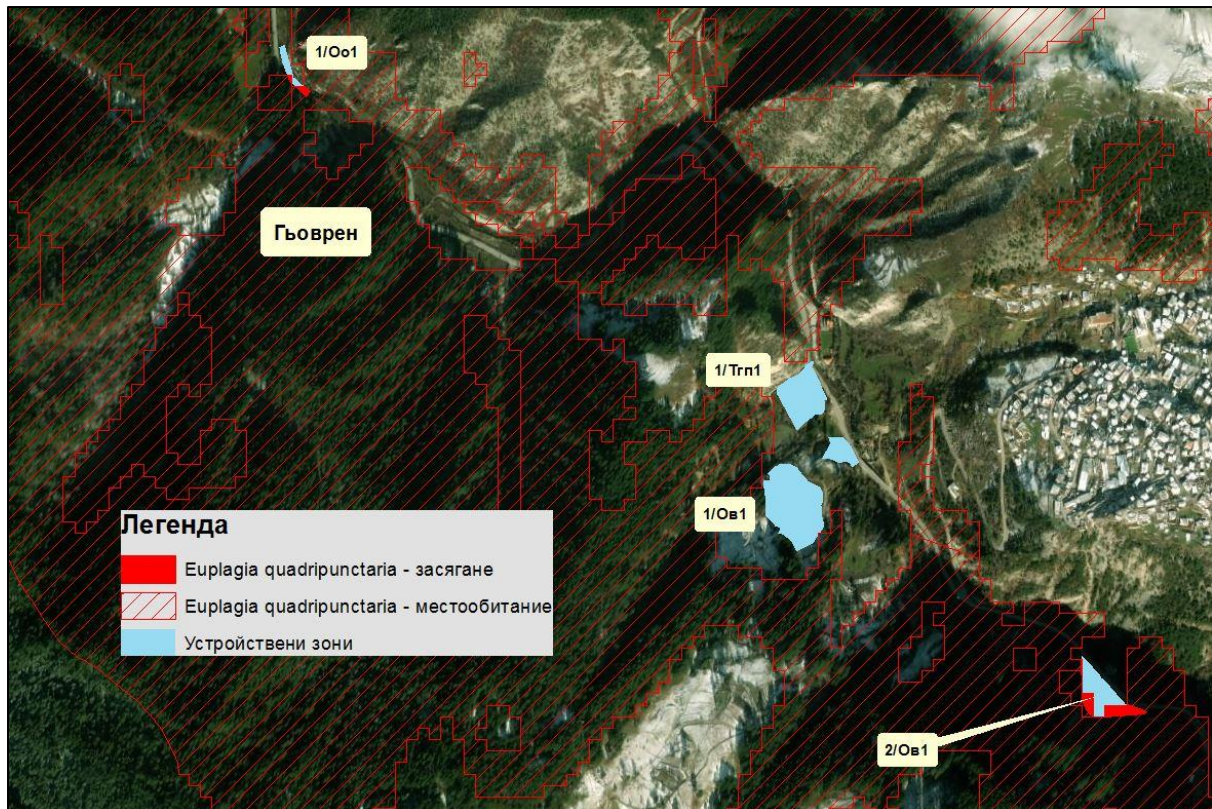 1/Оо1
Гьоврен
1/Тгп1
1/Ов1
Легенда
Euplagia quadripunctaria - засягане
Euplagia quadripunctaria - местообитание
Устройствени зони
2/Ов1